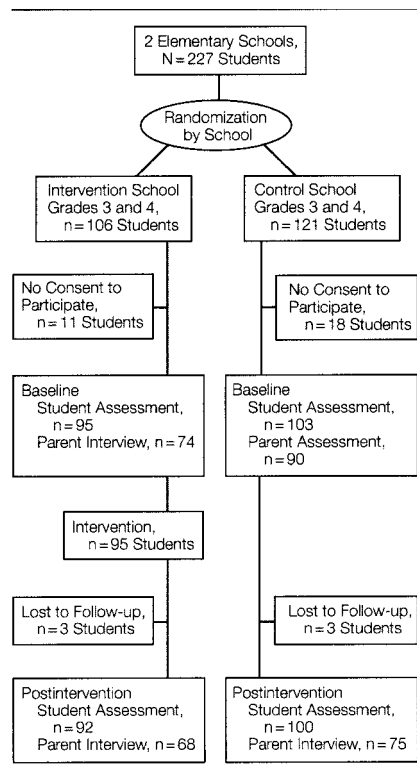 2 Elementary Schools,
N=227 Students
Randomization
by School
Intervention School
Grades 3 and 4,
n=106 Students
Control School
Grades 3 and 4,
n=121 Students
No Consent to
Participate,
n=11 Students
No Consent to
Participate,
n=18 Students
Baseline
Student Assessment,
n=95
Parent Interview, n=74
Baseline
Student Assessment,
n=103
Parent Assessment,
n=90
Intervention,
n=95 Students
Lost to Follow-up,
n=3 Students
Lost to Follow-up,
n=3 Students
Postintervention
Student Assessment,
n=92
Parent Interview, n=68
Postintervention
Student Assessment,
n=100
Parent Interview, n=75